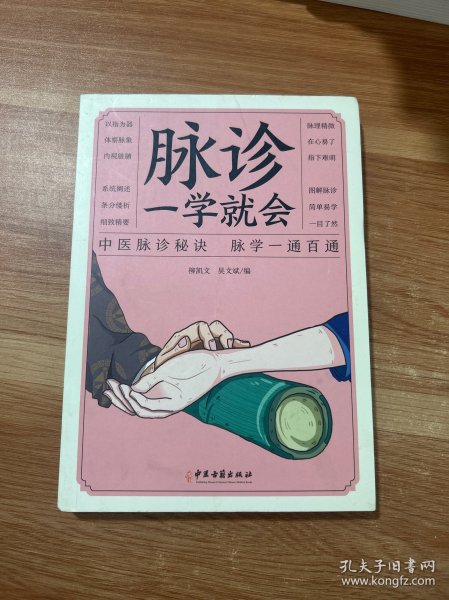 脉诊
一学就会
以指为器
体察脉象
内视脏腑
系统阐述
条分缕析
细致精要
脉理精微
在心易了
指下难明
图解脉诊
简单易学
一目了然
中医脉诊秘诀 脉学一通百通
柳凯文 吴文斌/编
中医古籍出版社
孔夫子旧书网
www.kongfz.com